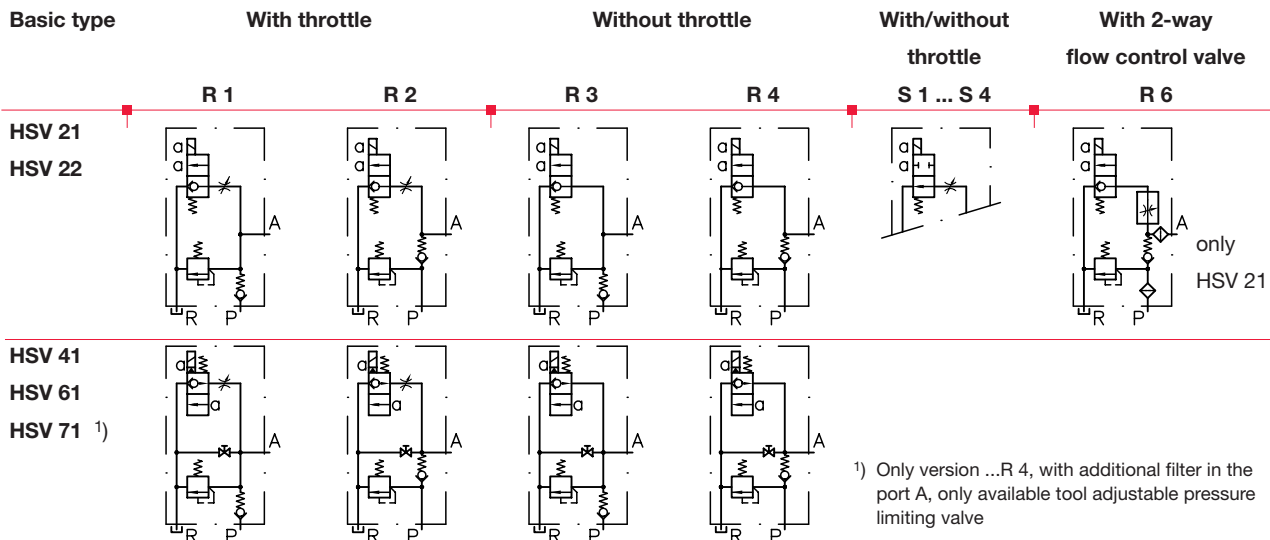 Basic type With throttle Without throttle With/without throttle With 2-way flow control valve
R 1 R 2 R 3 R 4 S 1 ... S 4 R 6
HSV 21
HSV 22
a a a a a a
a a a a a a
A A A A A
only
HSV 21
R P R P R P R P R P
HSV 41
HSV 61
HSV 71 1)
a a a a
a a a a
A A A A
R P R P R P R P
1) Only version ...R 4, with additional filter in the
port A, only available tool adjustable pressure
limiting valve